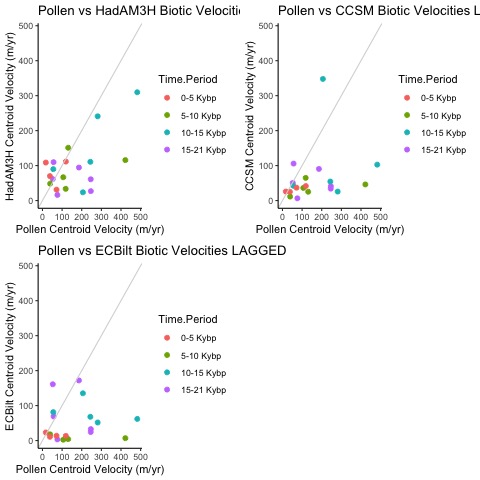 Pollen vs HadAM3H Biotic Velociti
HadAM3H Centroid Velocity (m/yr)
500
400
300
200
100
0
0 100 200 300 400 500
Pollen Centroid Velocity (m/yr)
Time.Period
0-5 Kybp
5-10 Kybp
10-15 Kybp
15-21 Kybp
Pollen vs CCSM Biotic Velocities L
CCSM Centroid Velocity (m/yr)
500
400
300
200
100
0
0 100 200 300 400 500
Pollen Centroid Velocity (m/yr)
Time.Period
0-5 Kybp
5-10 Kybp
10-15 Kybp
15-21 Kybp
Pollen vs ECBilt Biotic Velocities LAGGED
ECBilt Centroid Velocity (m/yr)
500
400
300
200
100
0
0 100 200 300 400 500
Pollen Centroid Velocity (m/yr)
Time.Period
0-5 Kybp
5-10 Kybp
10-15 Kybp
15-21 Kybp